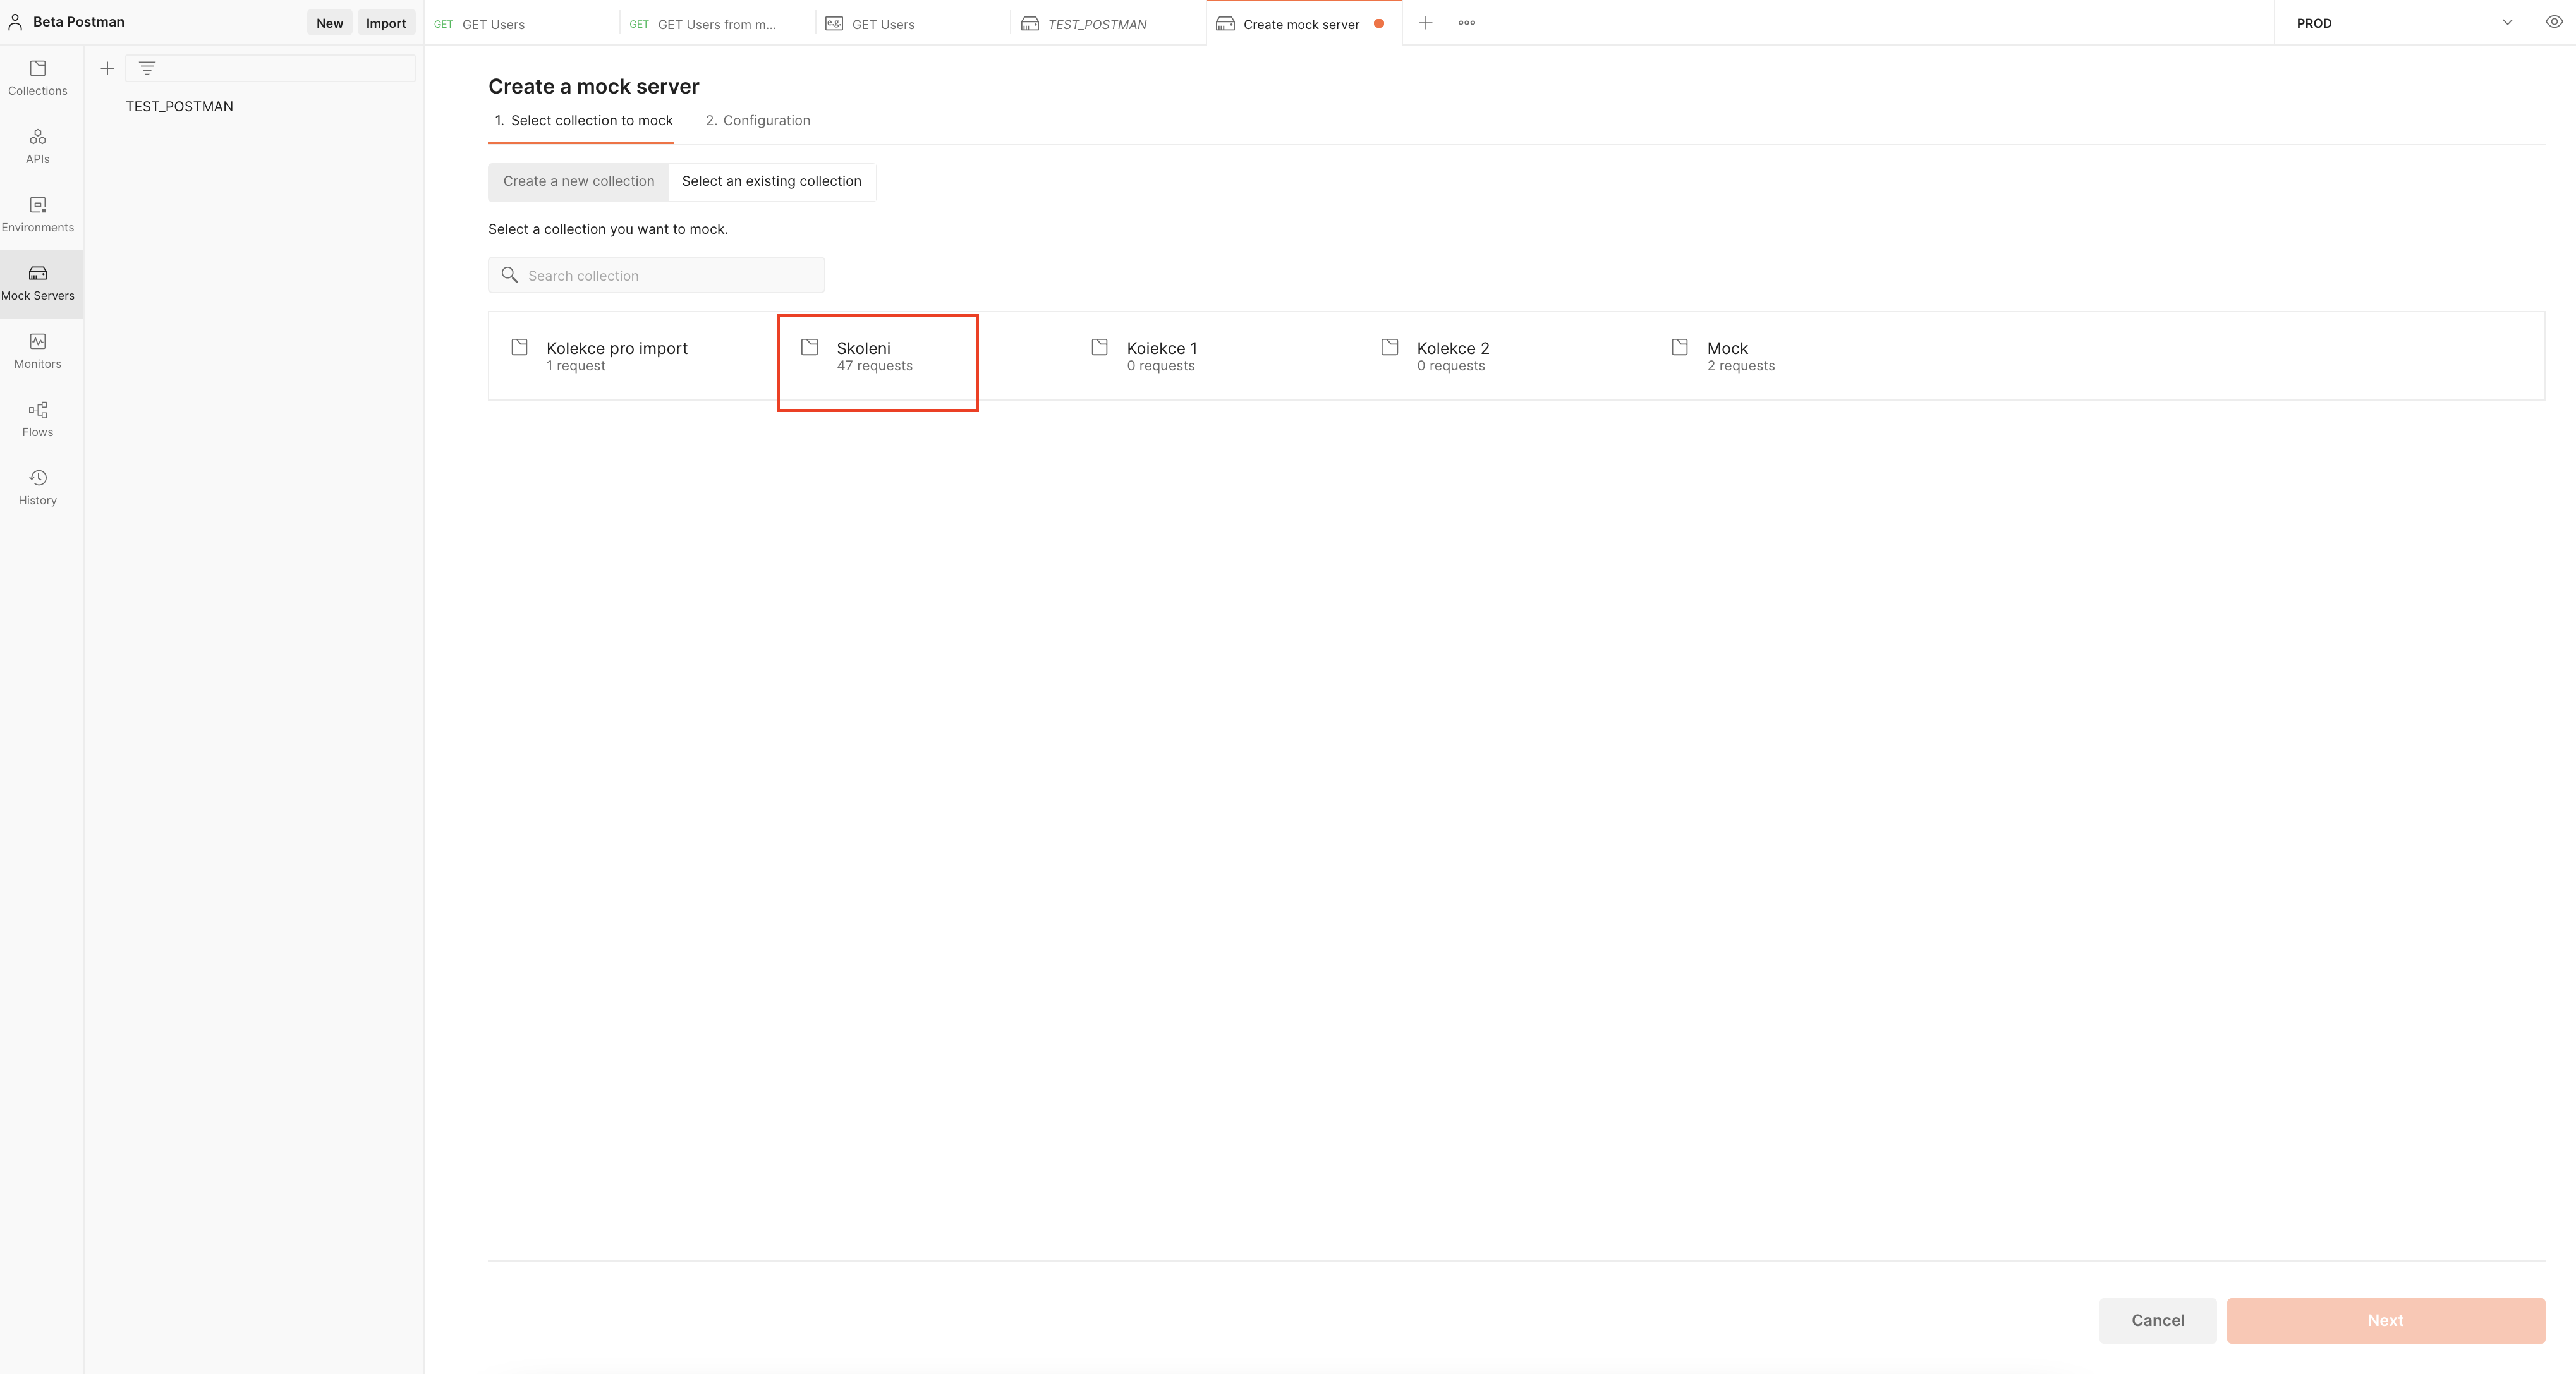 Beta Postman
New
Import
GET GET Users
GET GET Users from m...
e.g. GET Users
TEST_POSTMAN
Create mock server
PROD
Collections
APIs
Environments
Mock Servers
Monitors
Flows
History
TEST_POSTMAN
Create a mock server
1. Select collection to mock
2. Configuration
Create a new collection
Select an existing collection
Select a collection you want to mock.
Search collection
Kolekce pro import
1 request
Skoleni
47 requests
Koiekce 1
0 requests
Kolekce 2
0 requests
Mock
2 requests
Cancel
Next